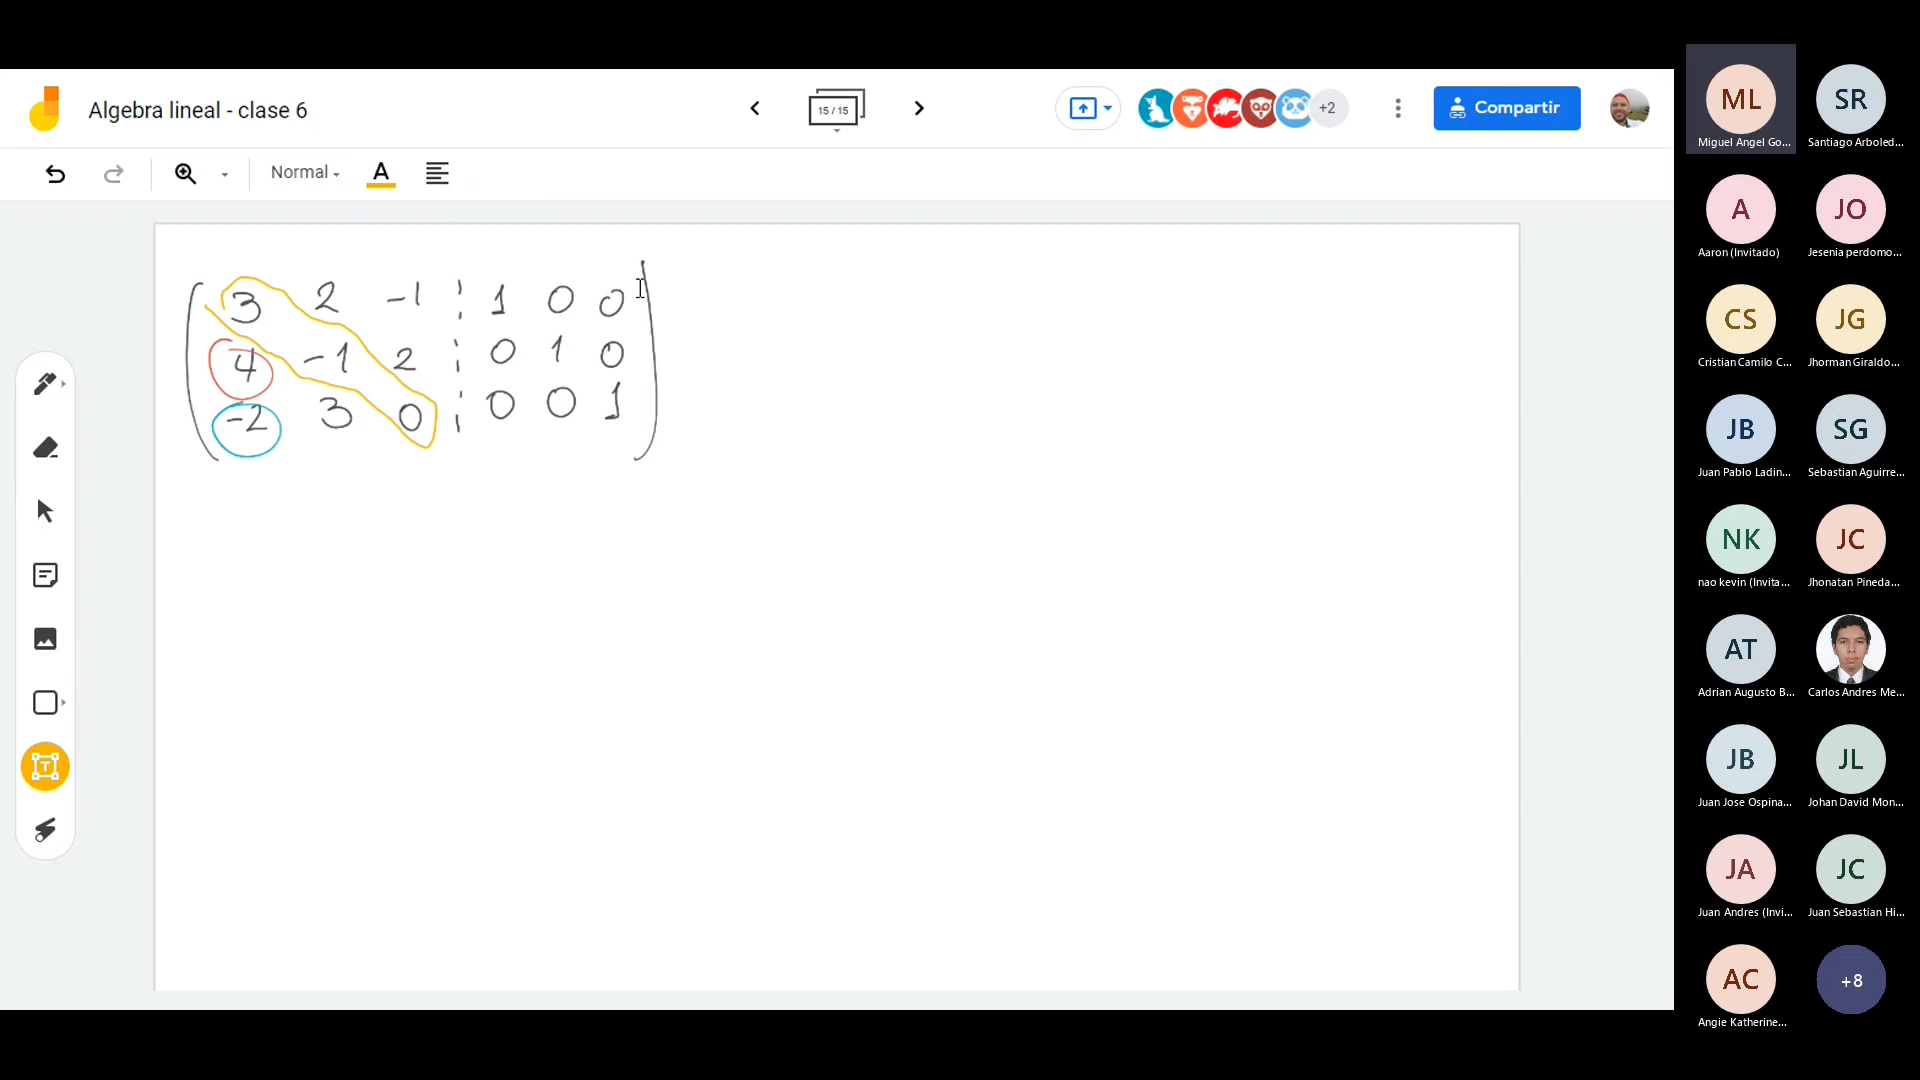 Algebra lineal - clase 6
15 / 15
+2
Compartir
Normal
A
3 2 -1 ¦ 1 0 0
4 -1 2 ¦ 0 1 0
-2 3 0 ¦ 0 0 1
T
ML
SR
Miguel Angel Go...
Santiago Arboled...
A
JO
Aaron (Invitado)
Jesenia perdomo...
CS
JG
Cristian Camilo C...
Jhorman Giraldo...
JB
SG
Juan Pablo Ladin...
Sebastian Aguirre...
NK
JC
nao kevin (Invita...
Jhonatan Pineda...
AT
Adrian Augusto B...
Carlos Andres Me...
JB
JL
Juan Jose Ospina...
Johan David Mon...
JA
JC
Juan Andres (Invi...
Juan Sebastian Hi...
AC
+8
Angie Katherine...